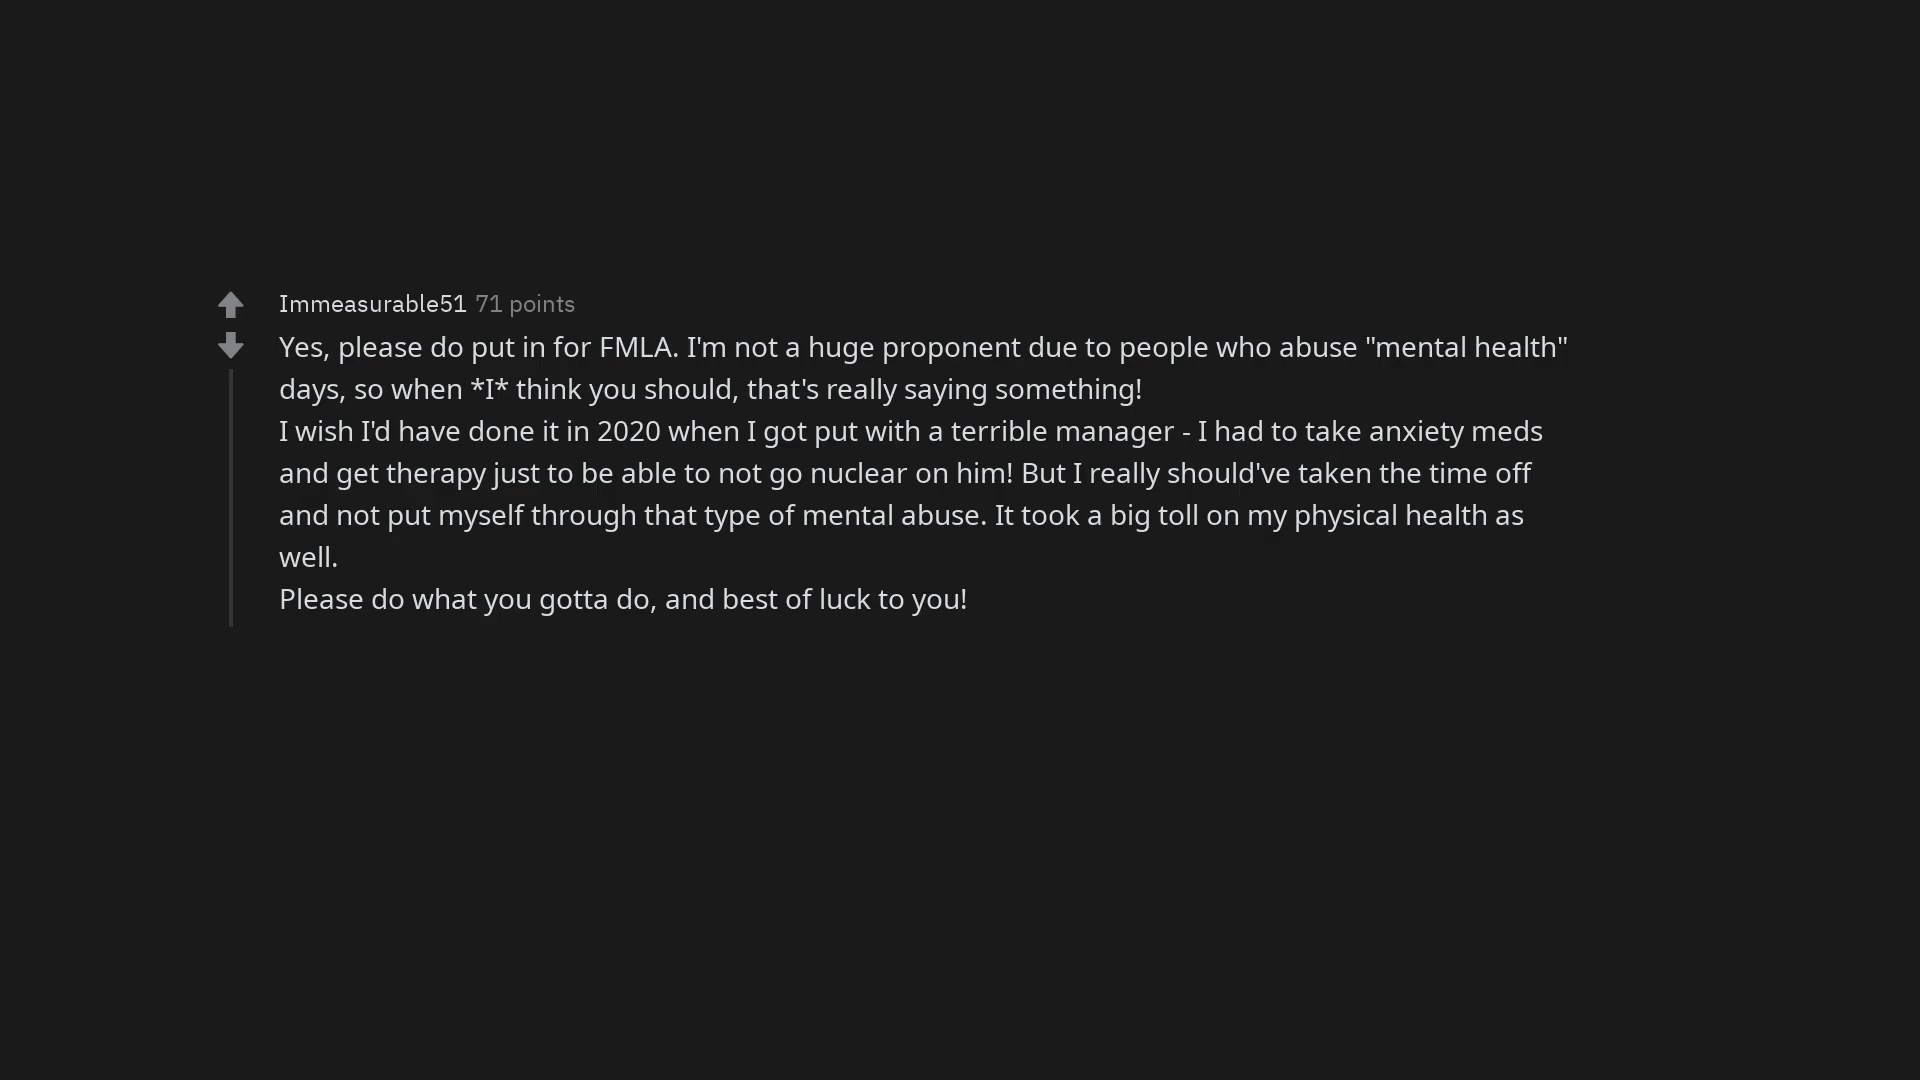 Immeasurable51 71 points
Yes, please do put in for FMLA. I'm not a huge proponent due to people who abuse "mental health"
days, so when *I* think you should, that's really saying something!
I wish I'd have done it in 2020 when I got put with a terrible manager - I had to take anxiety meds
and get therapy just to be able to not go nuclear on him! But I really should've taken the time off
and not put myself through that type of mental abuse. It took a big toll on my physical health as
well.
Please do what you gotta do, and best of luck to you!